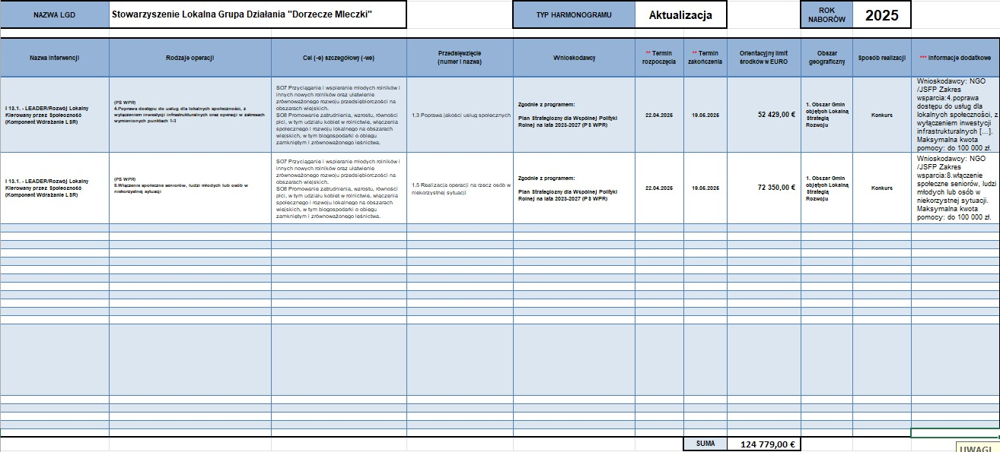 NAZWA LGD
Stowarzyszenie Lokalna Grupa Działania "Dorzecze Mleczki"
TYP HARMONOGRAMU
Aktualizacja
ROK
NABORÓW
2025
Nazwa interwencji
Rodzaje operacji
Cel (-e) szczegółowy (-we)
Przedsięwzięcie
(numer i nazwa)
Wnioskodawcy
** Termin
rozpoczęcia
** Termin
zakończenia
Orientacyjny limit
środków w EURO
Obszar
geograficzny
Sposób realizacji
*** Informacje dodatkowe
I 13.1. - LEADER/Rozwój Lokalny
Kierowany przez Społeczność
(Komponent Wdrażanie LSR)
(PS WPR)
4.Poprawa dostępu do usług dla lokalnych społeczności, z
wyłączeniem inwestycji infrastrukturalnych oraz operacji w zakresach
wymienionych punktach 1-3
SO7 Przyciąganie i wspieranie młodych rolników i
innych nowych rolników oraz ułatwienie
zrównoważonego rozwoju przedsiębiorczości na
obszarach wiejskich.
SO8 Promowanie zatrudnienia, wzrostu, równości
płci, w tym udziału kobiet w rolnictwie, włączenia
społecznego i rozwoju lokalnego na obszarach
wiejskich, w tym biogospodarki o obiegu
zamkniętym i zrównoważonego leśnictwa.
1.3 Poprawa jakości usług społecznych
Zgodnie z programem:
Plan Strategiczny dla Wspólnej Polityki
Rolnej na lata 2023-2027 (PS WPR)
22.04.2025
19.05.2025
52 429,00 €
1. Obszar Gmin
objętych Lokalną
Strategią
Rozwoju
Konkurs
Wnioskodawcy: NGO
/JSFP Zakres
wsparcia:4.poprawa
dostępu do usług dla
lokalnych społeczności, z
wyłączeniem inwestycji
infrastrukturalnych [...].
Maksymalna kwota
pomocy: do 100 000 zł.
I 13.1. - LEADER/Rozwój Lokalny
Kierowany przez Społeczność
(Komponent Wdrażanie LSR)
(PS WPR)
8.Włączenie społeczne seniorów, ludzi młodych lub osób w
niekorzystnej sytuacji
SO7 Przyciąganie i wspieranie młodych rolników i
innych nowych rolników oraz ułatwienie
zrównoważonego rozwoju przedsiębiorczości na
obszarach wiejskich.
SO8 Promowanie zatrudnienia, wzrostu, równości
płci, w tym udziału kobiet w rolnictwie, włączenia
społecznego i rozwoju lokalnego na obszarach
wiejskich, w tym biogospodarki o obiegu
zamkniętym i zrównoważonego leśnictwa.
1.5 Realizacja operacji na rzecz osób w
niekorzystnej sytuacji
Zgodnie z programem:
Plan Strategiczny dla Wspólnej Polityki
Rolnej na lata 2023-2027 (PS WPR)
22.04.2025
19.05.2025
72 350,00 €
1. Obszar Gmin
objętych Lokalną
Strategią
Rozwoju
Konkurs
Wnioskodawcy: NGO
/JSFP Zakres
wsparcia:8.włączenie
społeczne seniorów, ludzi
młodych lub osób w
niekorzystnej sytuacji.
Maksymalna kwota
pomocy: do 100 000 zł.
SUMA
124 779,00 €
UWAGI